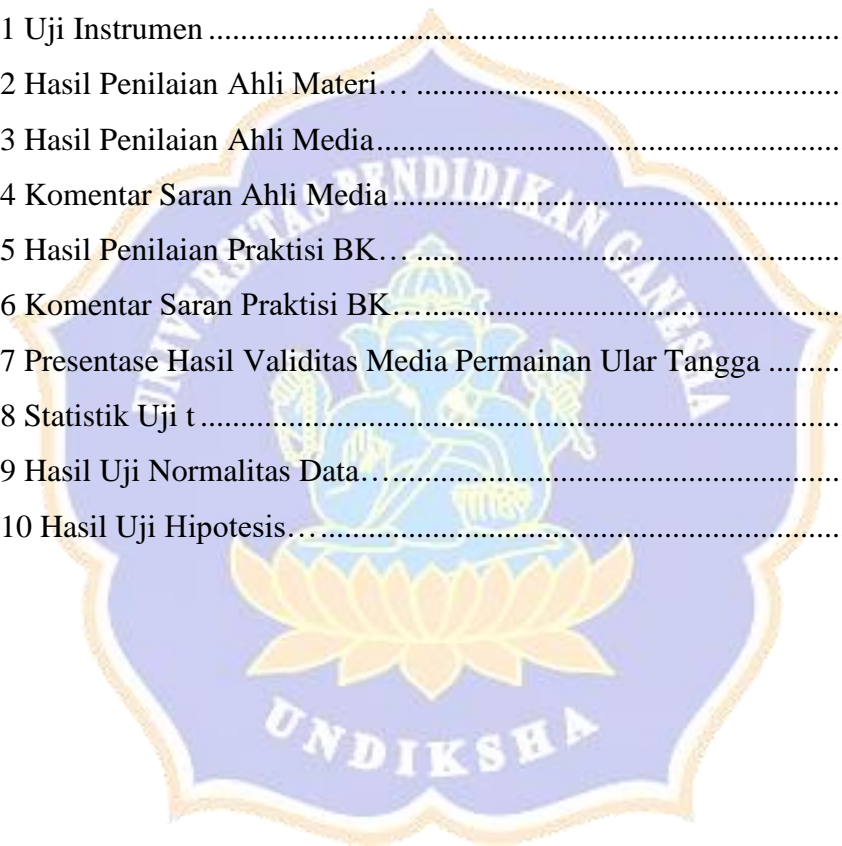 1 Uji Instrumen ................................................................................
2 Hasil Penilaian Ahli Materi… ......................................................
3 Hasil Penilaian Ahli Media...........................................................
4 Komentar Saran Ahli Media .........................................................
5 Hasil Penilaian Praktisi BK… ......................................................
6 Komentar Saran Praktisi BK….....................................................
7 Presentase Hasil Validitas Media Permainan Ular Tangga .........
8 Statistik Uji t .................................................................................
9 Hasil Uji Normalitas Data….........................................................
10 Hasil Uji Hipotesis…..................................................................
UNIVERSITAS PENDIDIKAN GANESHA
UNDIKSHA